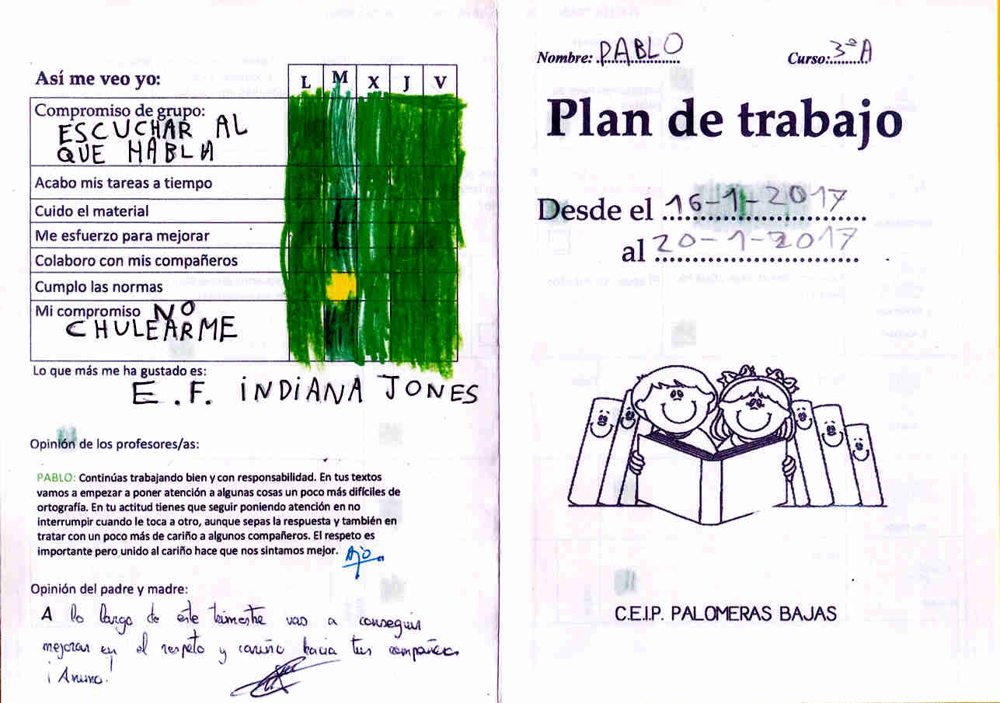 Así me veo yo:
L M X J V
Compromiso de grupo:
ESCUCHAR AL
QUE HABLA
Acabo mis tareas a tiempo
Cuido el material
Me esfuerzo para mejorar
Colaboro con mis compañeros
Cumplo las normas
Mi compromiso NO
CHULEARME
Lo que más me ha gustado es:
E.F. INDIANA JONES
Opinión de los profesores/as:
PABLO: Continúas trabajando bien y con responsabilidad. En tus textos
vamos a empezar a poner atención a algunas cosas un poco más difíciles de
ortografía. En tu actitud tienes que seguir poniendo atención en no
interrumpir cuando le toca a otro, aunque sepas la respuesta y también en
tratar con un poco más de cariño a algunos compañeros. El respeto es
importante pero unido al cariño hace que nos sintamos mejor.
Opinión del padre y madre:
A lo largo de este trimestre vas a conseguir
mejorar en el respeto y cariño hacia tus compañeros
¡Animo!
Nombre: PABLO Curso: 3ºA
Plan de trabajo
Desde el 16-1-2017
al 20-1-2017
C.E.I.P. PALOMERAS BAJAS